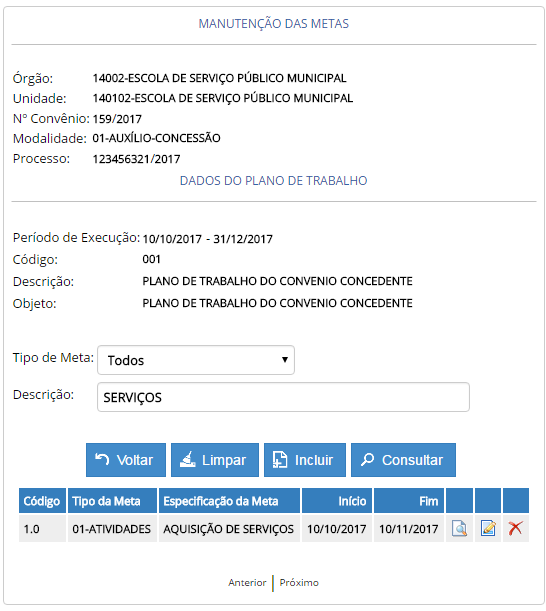 MANUTENÇÃO DAS METAS
Órgão: 14002-ESCOLA DE SERVIÇO PÚBLICO MUNICIPAL
Unidade: 140102-ESCOLA DE SERVIÇO PÚBLICO MUNICIPAL
Nº Convênio: 159/2017
Modalidade: 01-AUXÍLIO-CONCESSÃO
Processo: 123456321/2017
DADOS DO PLANO DE TRABALHO
Período de Execução: 10/10/2017 - 31/12/2017
Código: 001
Descrição: PLANO DE TRABALHO DO CONVENIO CONCEDENTE
Objeto: PLANO DE TRABALHO DO CONVENIO CONCEDENTE
Tipo de Meta: Todos
Descrição: SERVIÇOS
Voltar Limpar Incluir Consultar
Código Tipo da Meta Especificação da Meta Início Fim
1.0 01-ATIVIDADES AQUISIÇÃO DE SERVIÇOS 10/10/2017 10/11/2017
Anterior Próximo